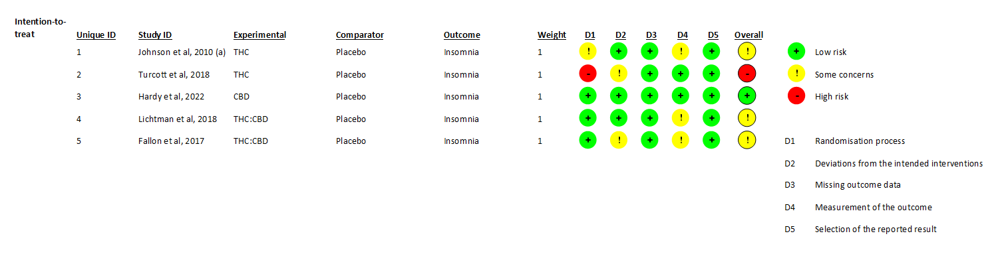 Intention-to-
treat Unique ID Study ID Experimental Comparator Outcome Weight D1 D2 D3 D4 D5 Overall
1 Johnson et al, 2010 (a) THC Placebo Insomnia 1 ! + + ! + ! + Low risk
2 Turcott et al, 2018 THC Placebo Insomnia 1 - ! + + + - ! Some concerns
3 Hardy et al, 2022 CBD Placebo Insomnia 1 + + + + + + - High risk
4 Lichtman et al, 2018 THC:CBD Placebo Insomnia 1 + + + ! + !
5 Fallon et al, 2017 THC:CBD Placebo Insomnia 1 + ! + ! + ! D1 Randomisation process
D2 Deviations from the intended interventions
D3 Missing outcome data
D4 Measurement of the outcome
D5 Selection of the reported result